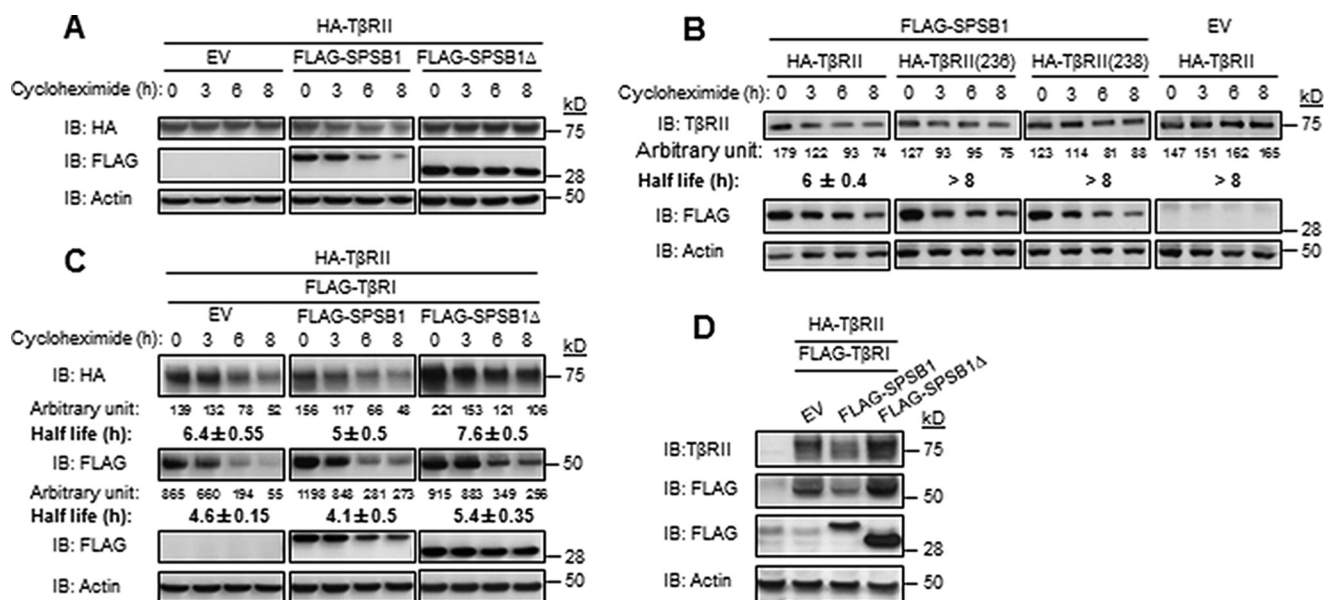 A
HA-TβRII
EV FLAG-SPSB1 FLAG-SPSB1Δ
Cycloheximide (h): 0 3 6 8 0 3 6 8 0 3 6 8 kD
IB: HA 75
IB: FLAG 28
IB: Actin 50
B
FLAG-SPSB1 EV
HA-TβRII HA-TβRII(236) HA-TβRII(238) HA-TβRII
Cycloheximide (h): 0 3 6 8 0 3 6 8 0 3 6 8 0 3 6 8 kD
IB: TβRII 75
Arbitrary unit: 179 122 93 74 127 93 95 75 123 114 81 88 147 151 162 165
Half life (h): 6 ± 0.4 > 8 > 8 > 8
IB: FLAG 28
IB: Actin 50
C
HA-TβRII
FLAG-TβRI
EV FLAG-SPSB1 FLAG-SPSB1Δ
Cycloheximide (h): 0 3 6 8 0 3 6 8 0 3 6 8 kD
IB: HA 75
Arbitrary unit: 139 132 78 52 156 117 66 48 221 153 121 106
Half life (h): 6.4±0.55 5±0.5 7.6±0.5
IB: FLAG 50
Arbitrary unit: 865 660 194 55 1198 848 281 273 915 883 349 256
Half life (h): 4.6±0.15 4.1±0.5 5.4±0.35
IB: FLAG 28
IB: Actin 50
D
HA-TβRII
FLAG-TβRI
EV FLAG-SPSB1 FLAG-SPSB1Δ kD
IB:TβRII 75
IB: FLAG 50
IB: FLAG 28
IB: Actin 50